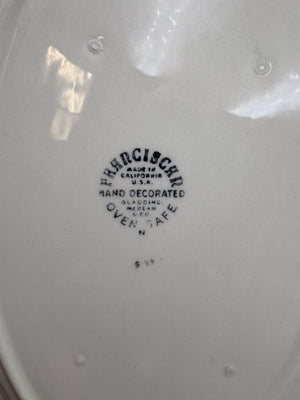 FRANCISCAN
MADE IN
CALIFORNIA
U.S.A.
HAND DECORATED
GLADDING,
McBEAN
& CO.
OVEN SAFE
N